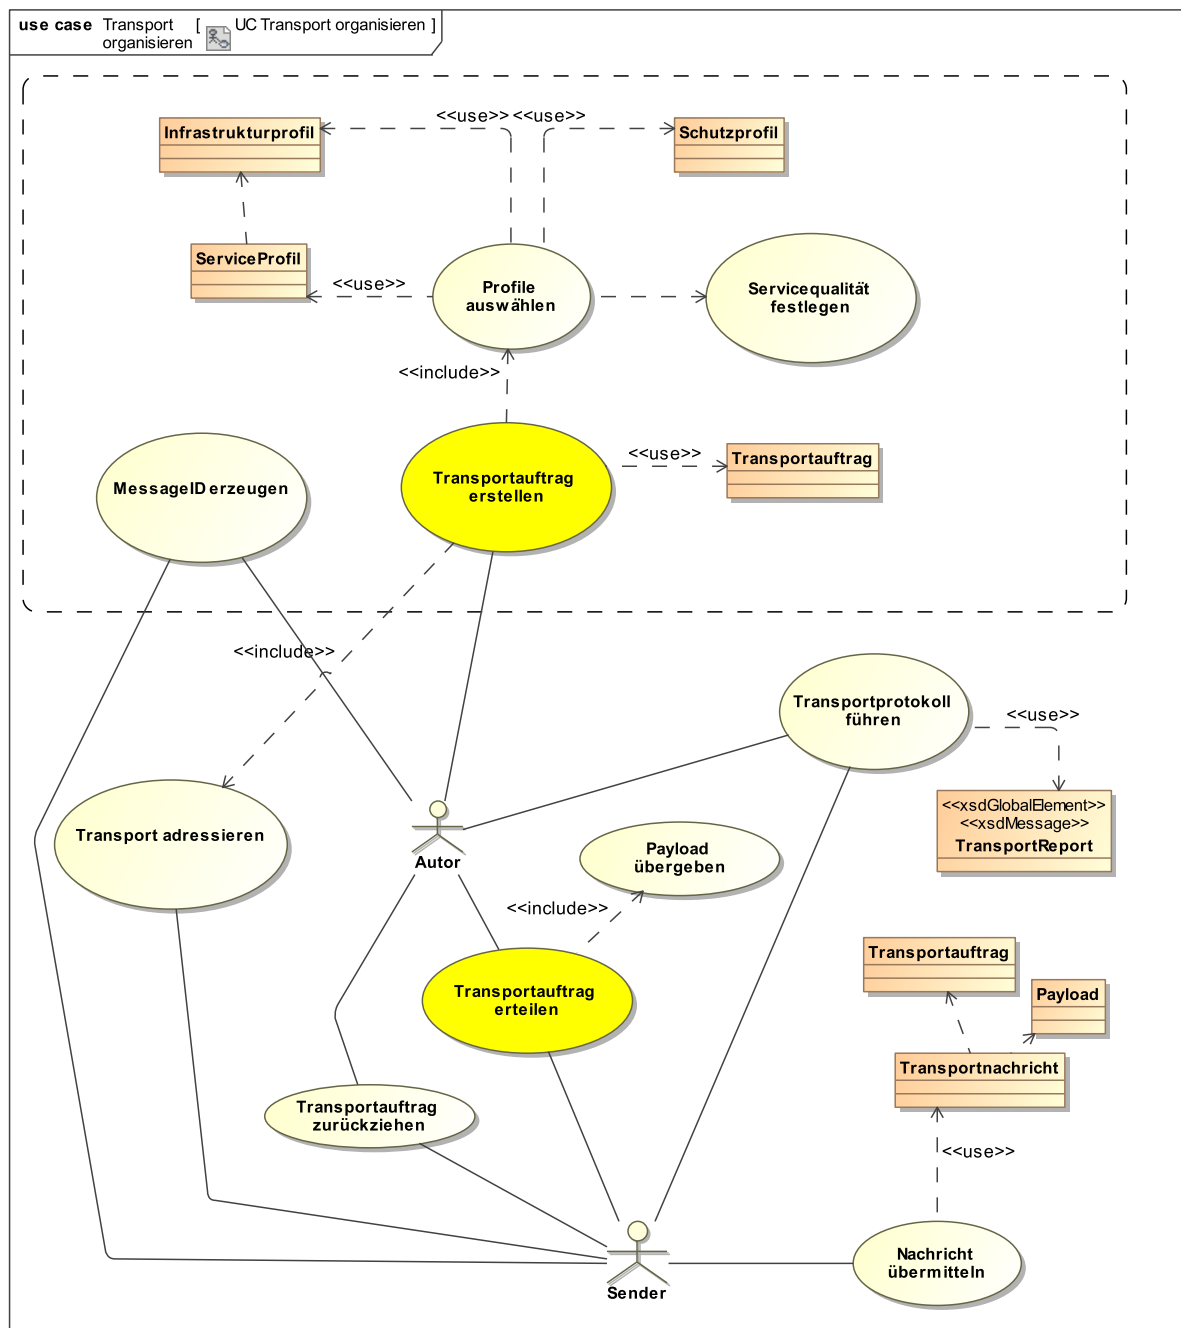 use case Transport organisieren [ UC Transport organisieren ]
<<use>> <<use>>
Infrastrukturprofil
Schutzprofil
ServiceProfil
<<use>>
Profile
auswählen
Servicequalität
festlegen
<<include>>
MessageID erzeugen
Transportauftrag
erstellen
<<use>>
Transportauftrag
<<include>>
Transportprotokoll
führen
<<use>>
<<xsdGlobalElement>>
<<xsdMessage>>
TransportReport
Transport adressieren
Autor
Payload
übergeben
<<include>>
Transportauftrag
erteilen
Transportauftrag
Payload
Transportnachricht
<<use>>
Transportauftrag
zurückziehen
Sender
Nachricht
übermitteln